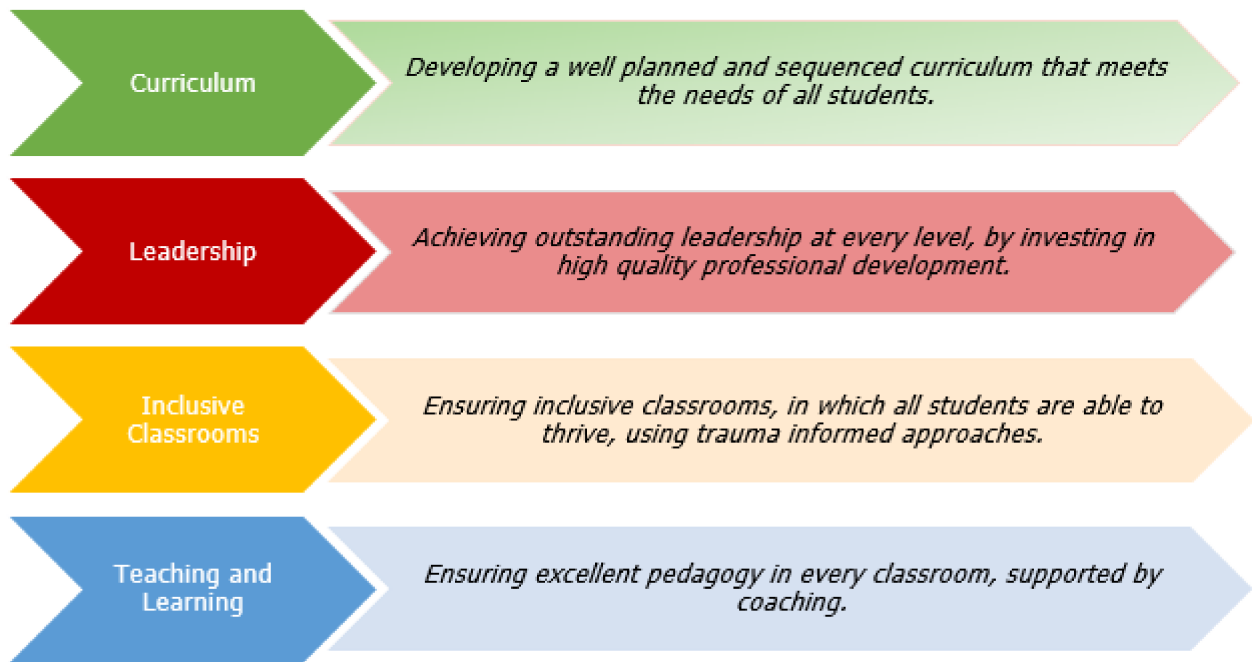 Curriculum
Developing a well planned and sequenced curriculum that meets
the needs of all students.
Leadership
Achieving outstanding leadership at every level, by investing in
high quality professional development.
Inclusive
Classrooms
Ensuring inclusive classrooms, in which all students are able to
thrive, using trauma informed approaches.
Teaching and
Learning
Ensuring excellent pedagogy in every classroom, supported by
coaching.